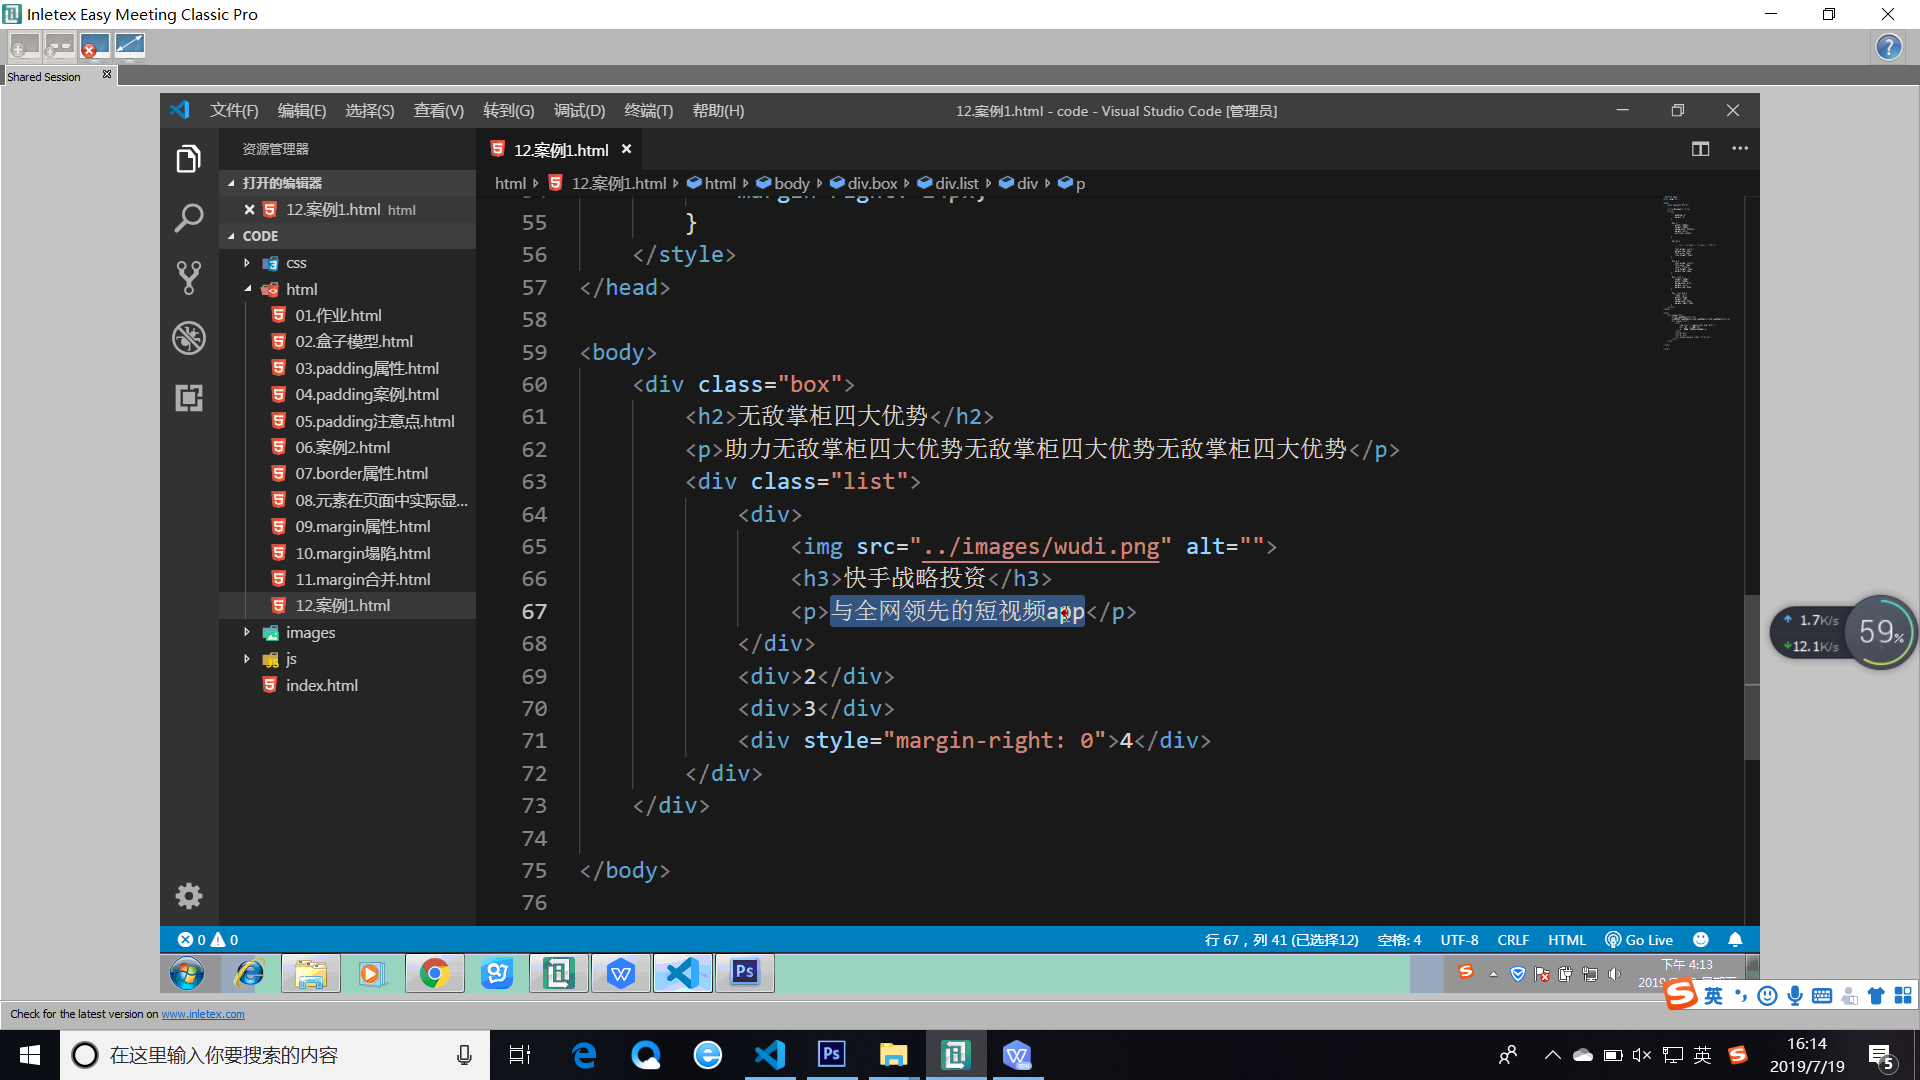 Inletex Easy Meeting Classic Pro
Shared Session
文件(F) 编辑(E) 选择(S) 查看(V) 转到(G) 调试(D) 终端(T) 帮助(H)
12.案例1.html - code - Visual Studio Code [管理员]
资源管理器
打开的编辑器
12.案例1.html html
CODE
css
html
01.作业.html
02.盒子模型.html
03.padding属性.html
04.padding案例.html
05.padding注意点.html
06.案例2.html
07.border属性.html
08.元素在页面中实际显...
09.margin属性.html
10.margin塌陷.html
11.margin合并.html
12.案例1.html
images
js
index.html
12.案例1.html
html 12.案例1.html html body div.box div.list div p
55 }
56 </style>
57 </head>
58
59 <body>
60 <div class="box">
61 <h2>无敌掌柜四大优势</h2>
62 <p>助力无敌掌柜四大优势无敌掌柜四大优势无敌掌柜四大优势</p>
63 <div class="list">
64 <div>
65 <img src="../images/wudi.png" alt="">
66 <h3>快手战略投资</h3>
67 <p>与全网领先的短视频app</p>
68 </div>
69 <div>2</div>
70 <div>3</div>
71 <div style="margin-right: 0">4</div>
72 </div>
73 </div>
74
75 </body>
76
1.7K/s
12.1K/s
59%
0 0
行 67，列 41 (已选择12) 空格: 4 UTF-8 CRLF HTML Go Live
下午 4:13
2019
英
Check for the latest version on www.inletex.com
在这里输入你要搜索的内容
英
16:14
2019/7/19
5